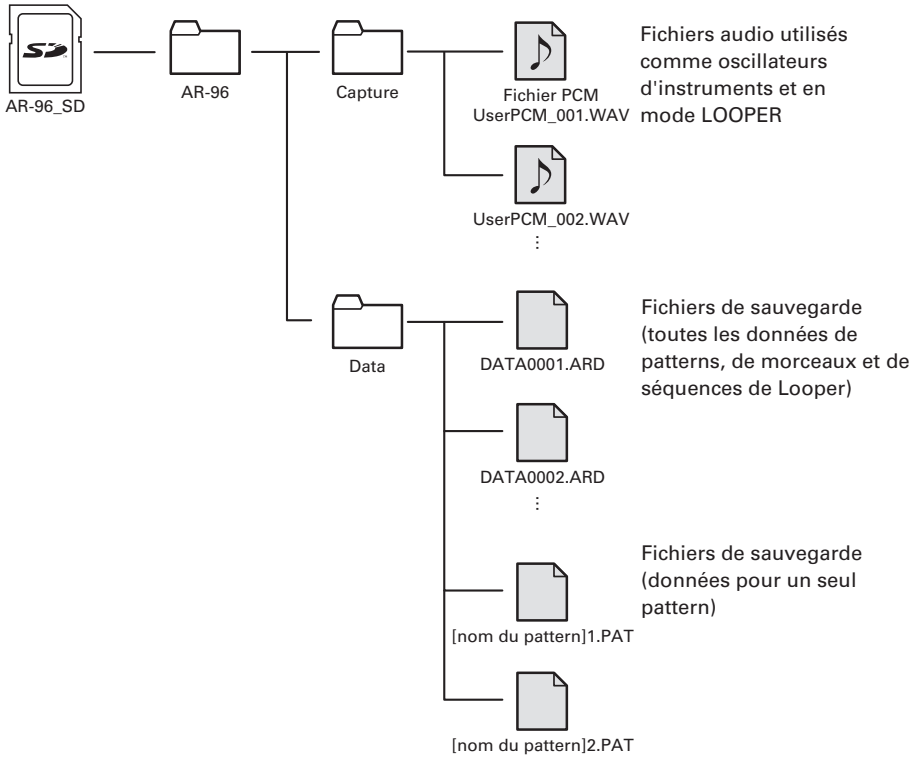 SD
AR-96_SD
AR-96
Capture
Fichier PCM
UserPCM_001.WAV
Fichiers audio utilisés
comme oscillateurs
d'instruments et en
mode LOOPER
UserPCM_002.WAV
...
Data
DATA0001.ARD
Fichiers de sauvegarde
(toutes les données de
patterns, de morceaux et de
séquences de Looper)
DATA0002.ARD
...
Fichiers de sauvegarde
(données pour un seul
pattern)
[nom du pattern]1.PAT
[nom du pattern]2.PAT